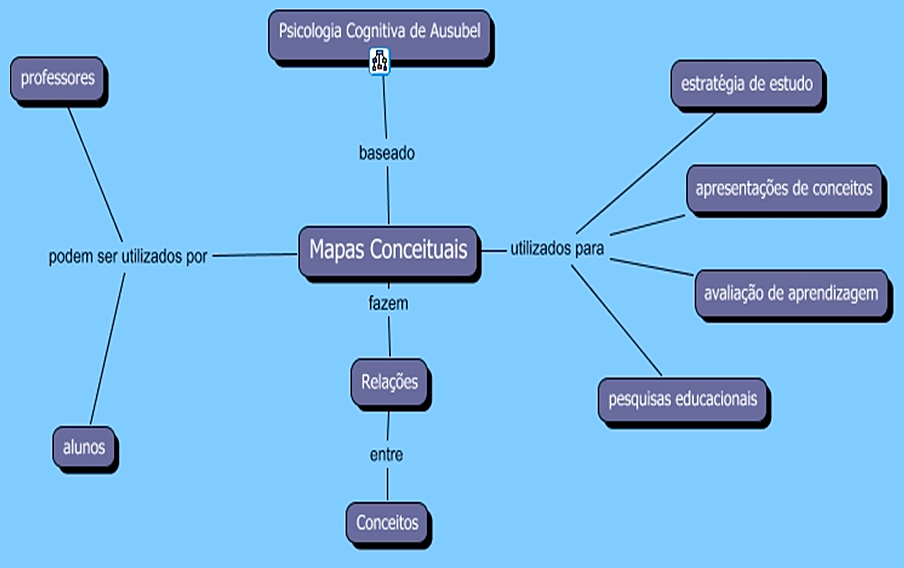 Psicologia Cognitiva de Ausubel
professores
estratégia de estudo
baseado
apresentações de conceitos
podem ser utilizados por
Mapas Conceituais
utilizados para
avaliação de aprendizagem
fazem
Relações
pesquisas educacionais
alunos
entre
Conceitos